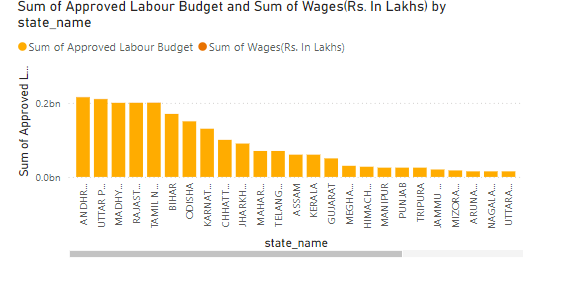 Sum of Approved Labour Budget and Sum of Wages(Rs. In Lakhs) by
state_name
Sum of Approved Labour Budget Sum of Wages(Rs. In Lakhs)
Sum of Approved L...
0.2bn
0.0bn
ANDHR...
UTTAR P...
MADHY...
RAJAST...
TAMIL N...
BIHAR
ODISHA
KARNAT...
CHHATT...
JHARKH...
MAHAR...
TELANG...
ASSAM
KERALA
GUJARAT
MEGHA...
HIMACH...
MANIPUR
PUNJAB
TRIPURA
JAMMU ...
MIZORA...
ARUNA...
NAGALA...
UTTARA...
state_name